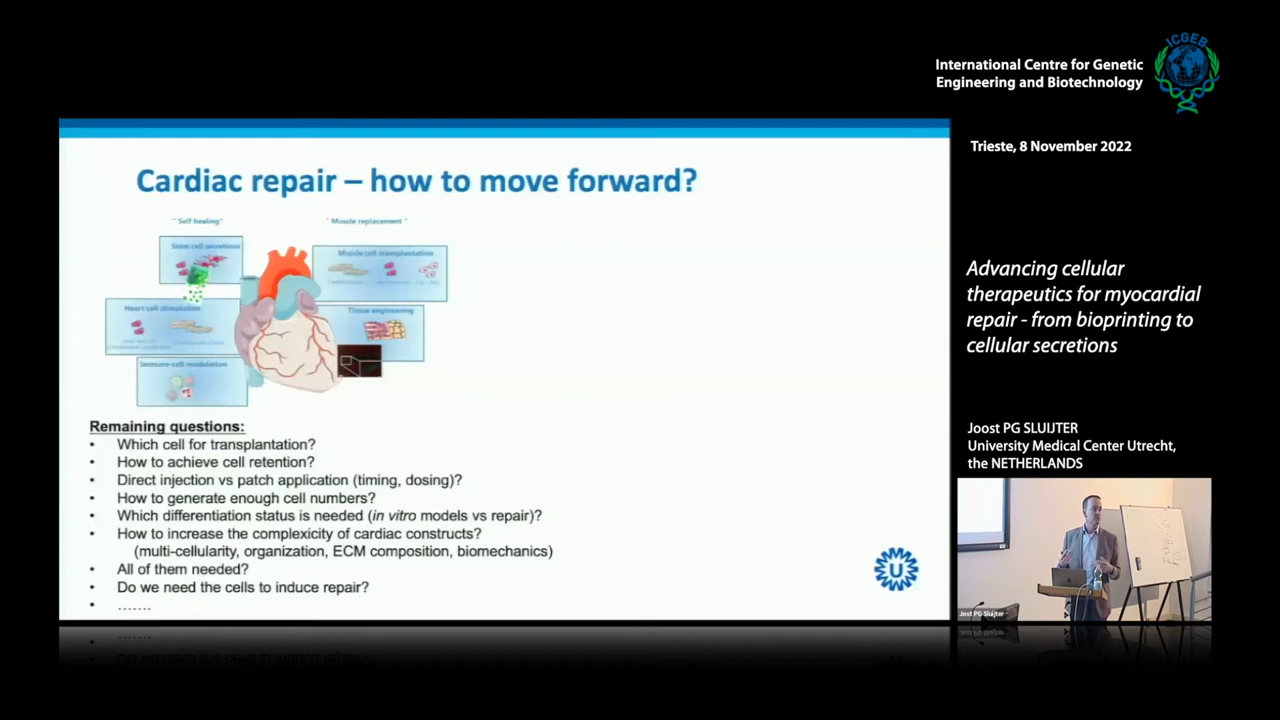 ICGEB
International Centre for Genetic
Engineering and Biotechnology
Trieste, 8 November 2022
Cardiac repair – how to move forward?
" Self healing"
" Muscle replacement "
Stem cell secretions
Muscle cell transplantation
Heart cell stimulation
Tissue engineering
Immune cell modulation
Remaining questions:
• Which cell for transplantation?
• How to achieve cell retention?
• Direct injection vs patch application (timing, dosing)?
• How to generate enough cell numbers?
• Which differentiation status is needed (in vitro models vs repair)?
• How to increase the complexity of cardiac constructs?
(multi-cellularity, organization, ECM composition, biomechanics)
• All of them needed?
• Do we need the cells to induce repair?
• .......
U
Advancing cellular
therapeutics for myocardial
repair - from bioprinting to
cellular secretions
Joost PG SLUIJTER
University Medical Center Utrecht,
the NETHERLANDS
Jost PG Sluijter